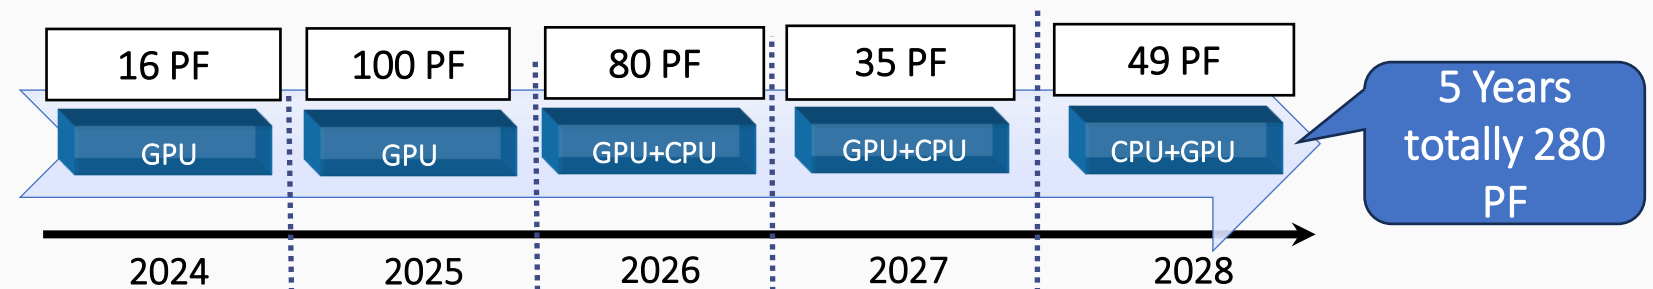 16 PF
100 PF
80 PF
35 PF
49 PF
GPU
GPU
GPU+CPU
GPU+CPU
CPU+GPU
5 Years
totally 280
PF
2024
2025
2026
2027
2028